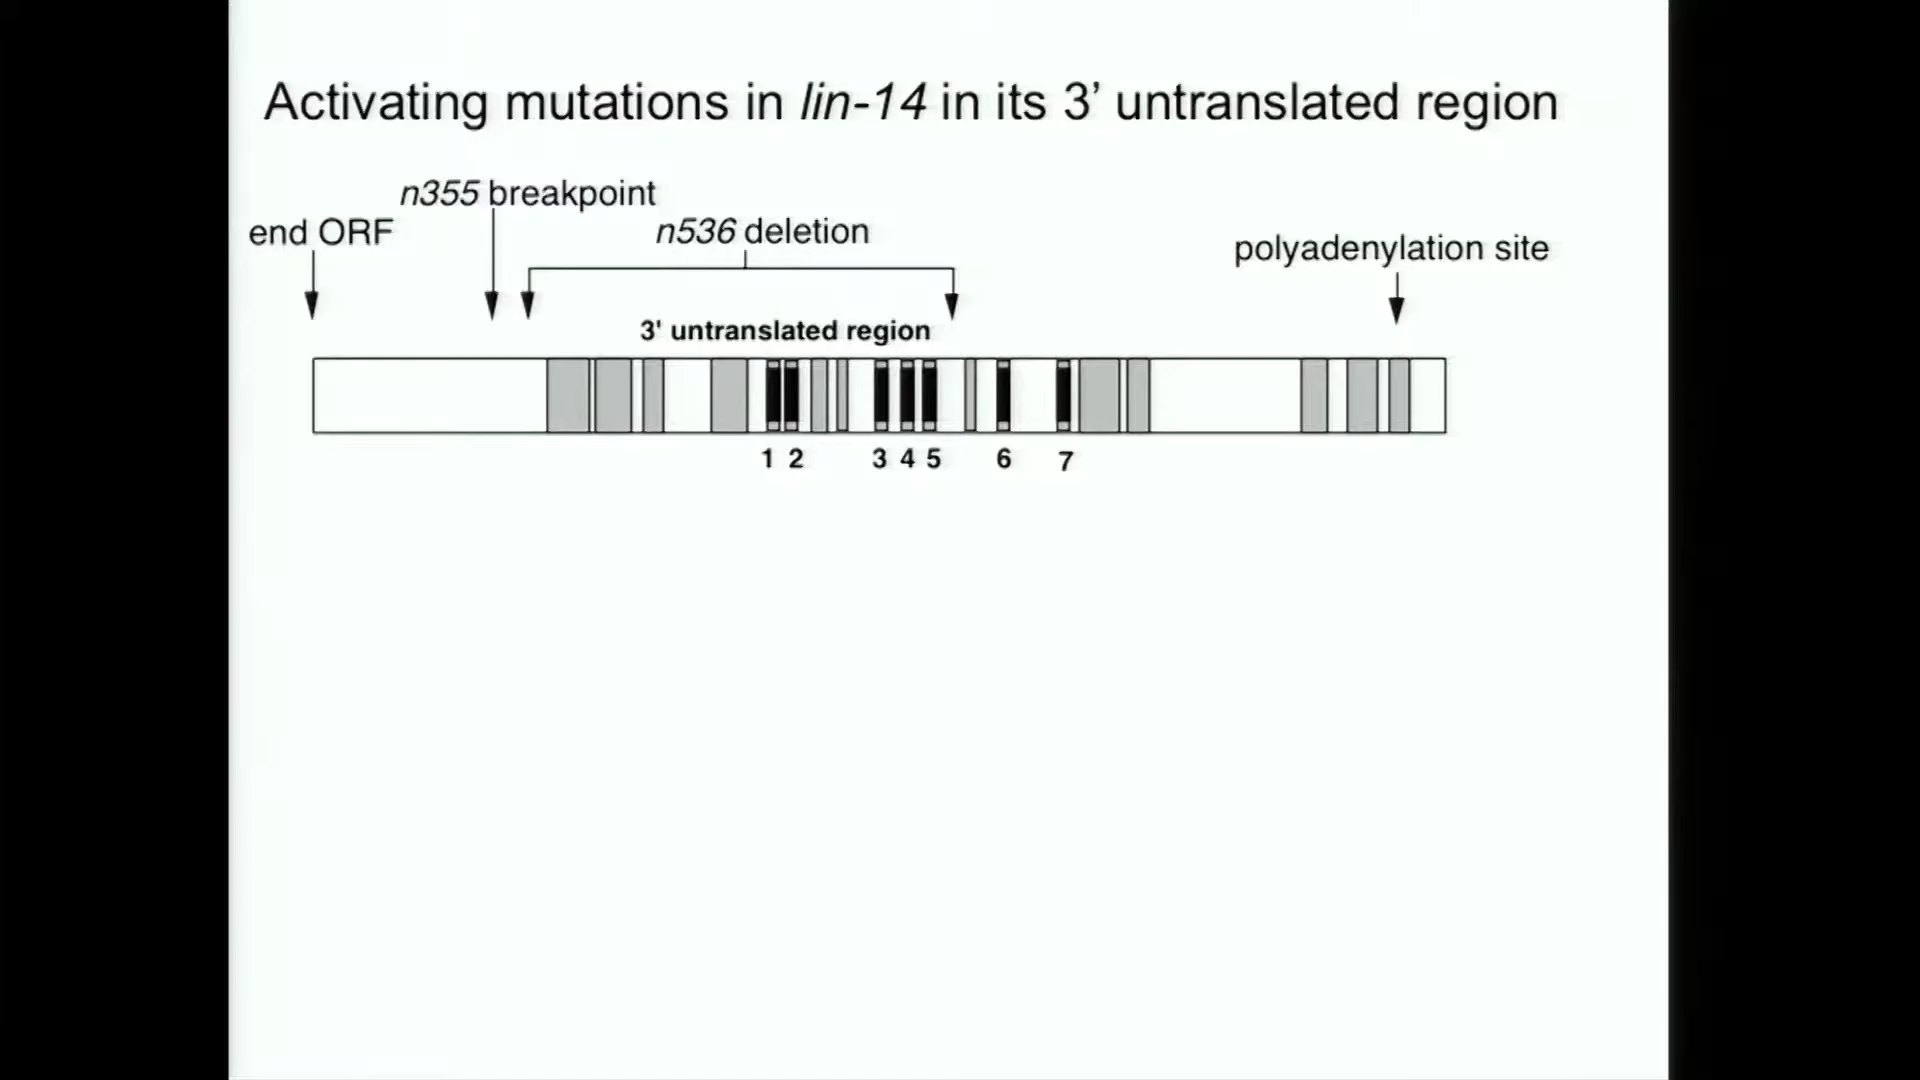 Activating mutations in lin-14 in its 3’ untranslated region
n355 breakpoint
end ORF
n536 deletion
polyadenylation site
3' untranslated region
1 2 3 4 5 6 7